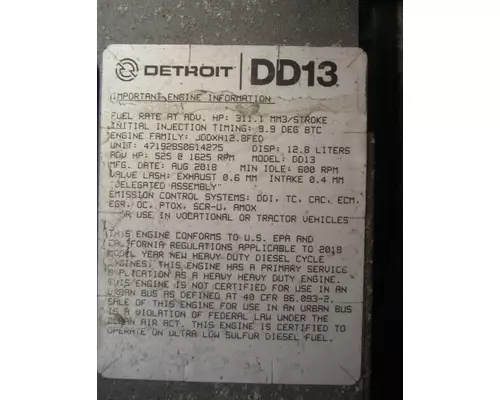 DETROIT DD13
IMPORTANT ENGINE INFORMATION
FUEL RATE AT ADV. HP: 311.1 MM3/STROKE
INITIAL INJECTION TIMING: 9.9 DEG BTC
ENGINE FAMILY: JDDXH12.8FED
UNIT: 471928S0614275 DISP: 12.8 LITERS
ADV HP: 525 @ 1625 RPM MODEL: DD13
MFG. DATE: AUG 2018 MIN IDLE: 600 RPM
VALVE LASH: EXHAUST 0.6 MM INTAKE 0.4 MM
"DELEGATED ASSEMBLY"
EMISSION CONTROL SYSTEMS: DDI, TC, CAC, ECM,
EGR, OC, PTOX, SCR-U, AMOX
FOR USE IN VOCATIONAL OR TRACTOR VEHICLES
THIS ENGINE CONFORMS TO U.S. EPA AND
CALIFORNIA REGULATIONS APPLICABLE TO 2018
MODEL YEAR NEW HEAVY DUTY DIESEL CYCLE
ENGINES. THIS ENGINE HAS A PRIMARY SERVICE
APPLICATION AS A HEAVY HEAVY DUTY ENGINE.
THIS ENGINE IS NOT CERTIFIED FOR USE IN AN
URBAN BUS AS DEFINED AT 40 CFR 86.093-2.
SALE OF THIS ENGINE FOR USE IN AN URBAN BUS
IS A VIOLATION OF FEDERAL LAW UNDER THE
CLEAN AIR ACT. THIS ENGINE IS CERTIFIED TO
OPERATE ON ULTRA LOW SULFUR DIESEL FUEL.